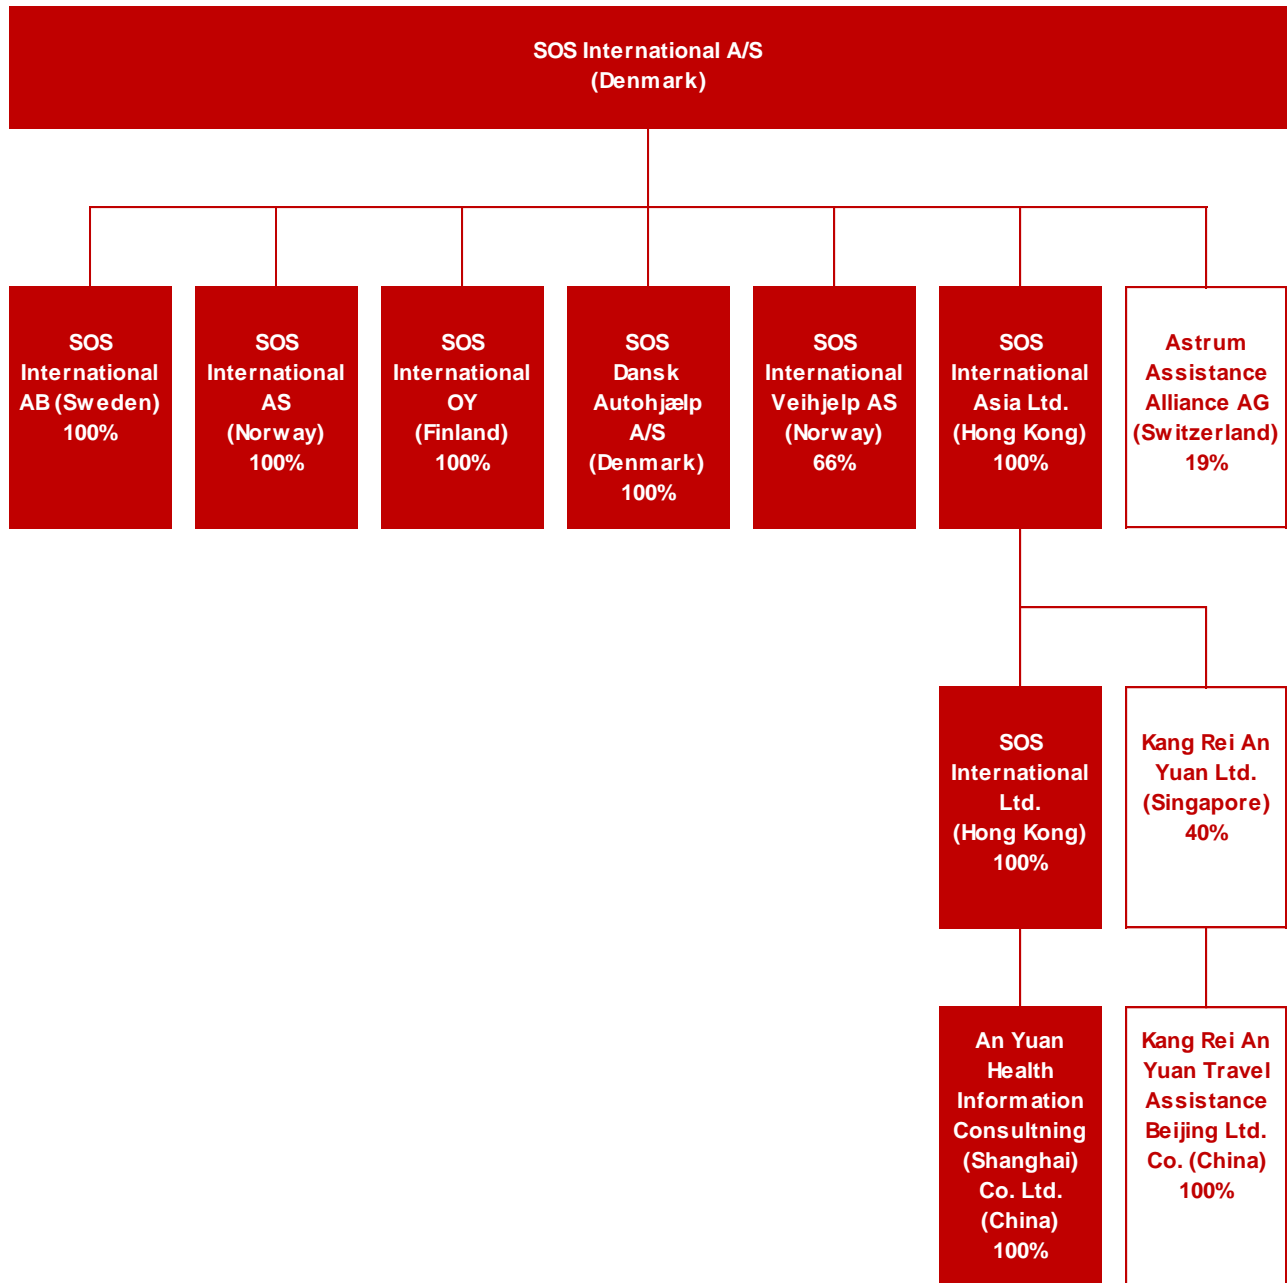 SOS International A/S
(Denmark)
SOS
International
AB (Sweden)
100%
SOS
International
AS
(Norway)
100%
SOS
International
OY
(Finland)
100%
SOS
Dansk
Autohjælp
A/S
(Denmark)
100%
SOS
International
Veihjelp AS
(Norway)
66%
SOS
International
Asia Ltd.
(Hong Kong)
100%
Astrum
Assistance
Alliance AG
(Switzerland)
19%
SOS
International
Ltd.
(Hong Kong)
100%
Kang Rei An
Yuan Ltd.
(Singapore)
40%
An Yuan
Health
Information
Consultning
(Shanghai)
Co. Ltd.
(China)
100%
Kang Rei An
Yuan Travel
Assistance
Beijing Ltd.
Co. (China)
100%